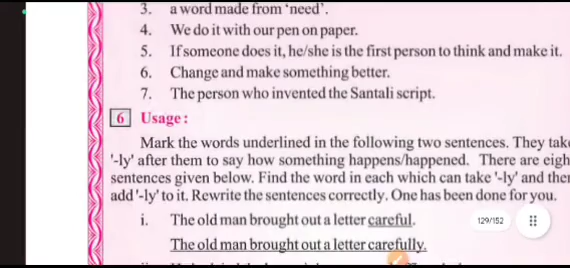 3. a word made from ‘need’.
4. We do it with our pen on paper.
5. If someone does it, he/she is the first person to think and make it.
6. Change and make something better.
7. The person who invented the Santali script.
6 Usage :
Mark the words underlined in the following two sentences. They take
'-ly' after them to say how something happens/happened. There are
sentences given below. Find the word in each which can take '-ly' and
add '-ly' to it. Rewrite the sentences correctly. One has been done for you.
i. The old man brought out a letter careful.
129/152
The old man brought out a letter carefully.